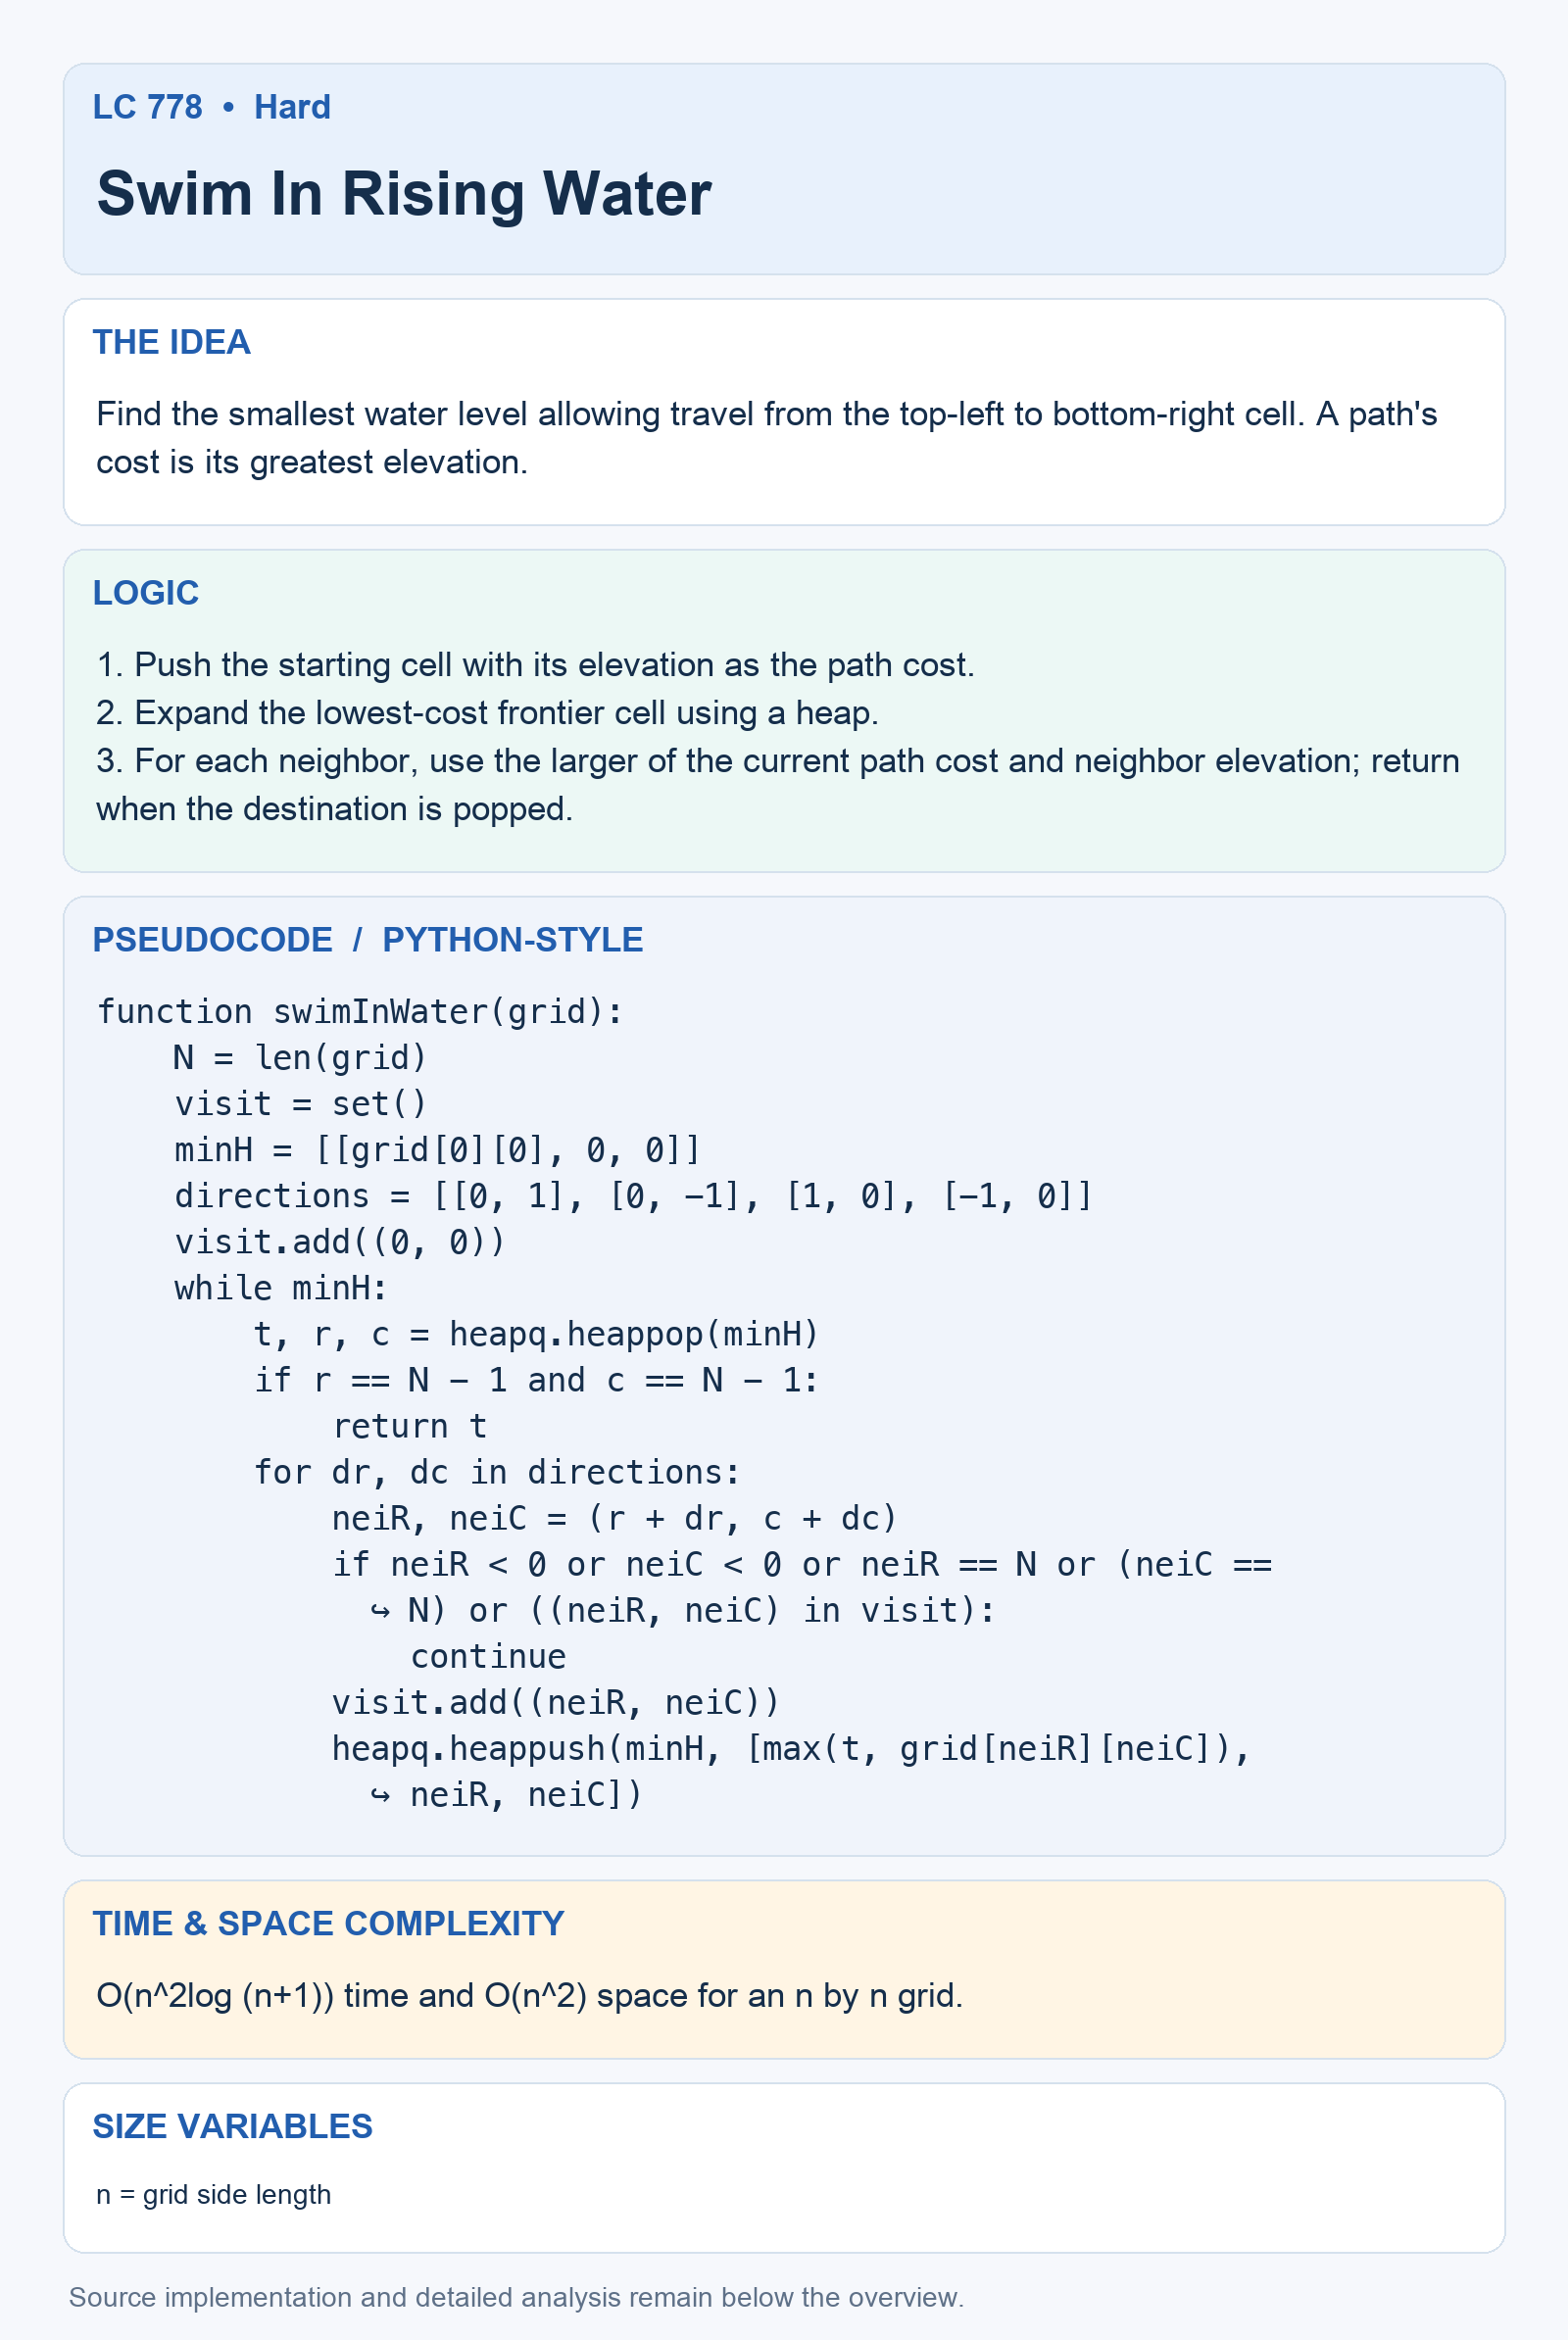 LC 778 • Hard
Swim In Rising Water
THE IDEA
Find the smallest water level allowing travel from the top-left to bottom-right cell. A path's
cost is its greatest elevation.
LOGIC
1. Push the starting cell with its elevation as the path cost.
2. Expand the lowest-cost frontier cell using a heap.
3. For each neighbor, use the larger of the current path cost and neighbor elevation; return
when the destination is popped.
PSEUDOCODE / PYTHON-STYLE
function swimInWater(grid):
    N = len(grid)
    visit = set()
    minH = [[grid[0][0], 0, 0]]
    directions = [[0, 1], [0, −1], [1, 0], [−1, 0]]
    visit.add((0, 0))
    while minH:
        t, r, c = heapq.heappop(minH)
        if r == N − 1 and c == N − 1:
            return t
        for dr, dc in directions:
            neiR, neiC = (r + dr, c + dc)
            if neiR < 0 or neiC < 0 or neiR == N or (neiC ==
              ↪ N) or ((neiR, neiC) in visit):
                continue
            visit.add((neiR, neiC))
            heapq.heappush(minH, [max(t, grid[neiR][neiC]),
              ↪ neiR, neiC])
TIME & SPACE COMPLEXITY
O(n^2log (n+1)) time and O(n^2) space for an n by n grid.
SIZE VARIABLES
n = grid side length
Source implementation and detailed analysis remain below the overview.